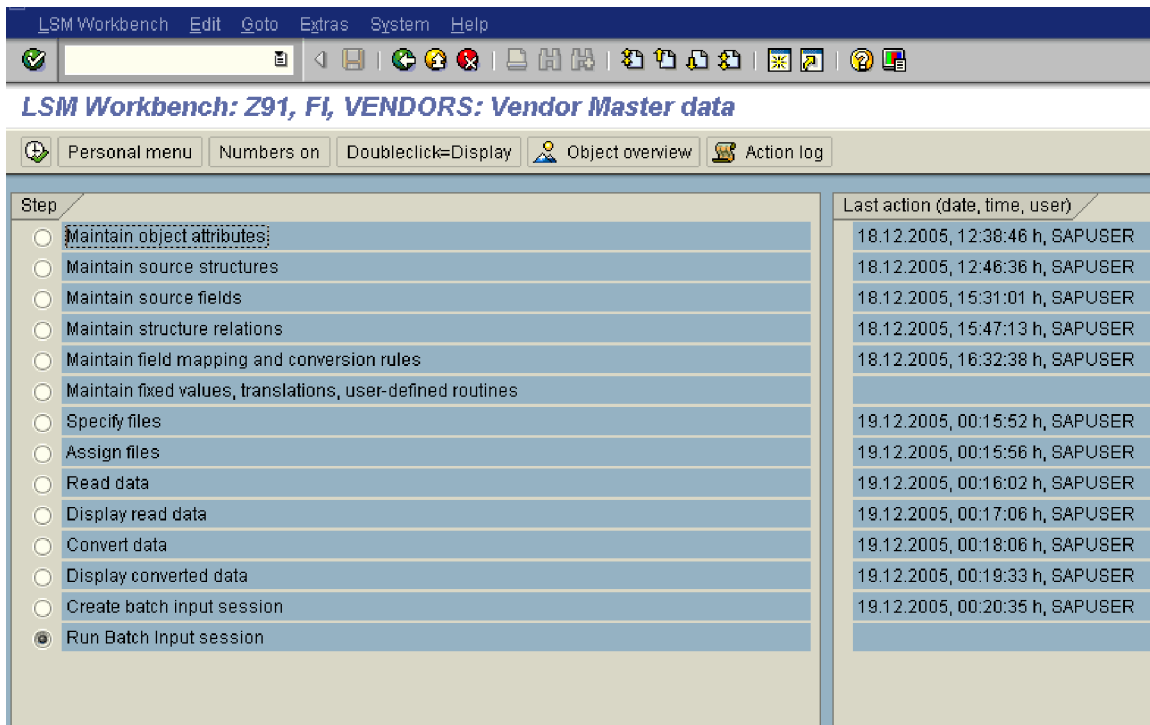 LSM Workbench Edit Goto Extras System Help
LSM Workbench: Z91, FI, VENDORS: Vendor Master data
Personal menu Numbers on Doubleclick=Display Object overview Action log
Step Last action (date, time, user)
Maintain object attributes 18.12.2005, 12:38:46 h, SAPUSER
Maintain source structures 18.12.2005, 12:46:36 h, SAPUSER
Maintain source fields 18.12.2005, 15:31:01 h, SAPUSER
Maintain structure relations 18.12.2005, 15:47:13 h, SAPUSER
Maintain field mapping and conversion rules 18.12.2005, 16:32:38 h, SAPUSER
Maintain fixed values, translations, user-defined routines
Specify files 19.12.2005, 00:15:52 h, SAPUSER
Assign files 19.12.2005, 00:15:56 h, SAPUSER
Read data 19.12.2005, 00:16:02 h, SAPUSER
Display read data 19.12.2005, 00:17:06 h, SAPUSER
Convert data 19.12.2005, 00:18:06 h, SAPUSER
Display converted data 19.12.2005, 00:19:33 h, SAPUSER
Create batch input session 19.12.2005, 00:20:35 h, SAPUSER
Run Batch Input session